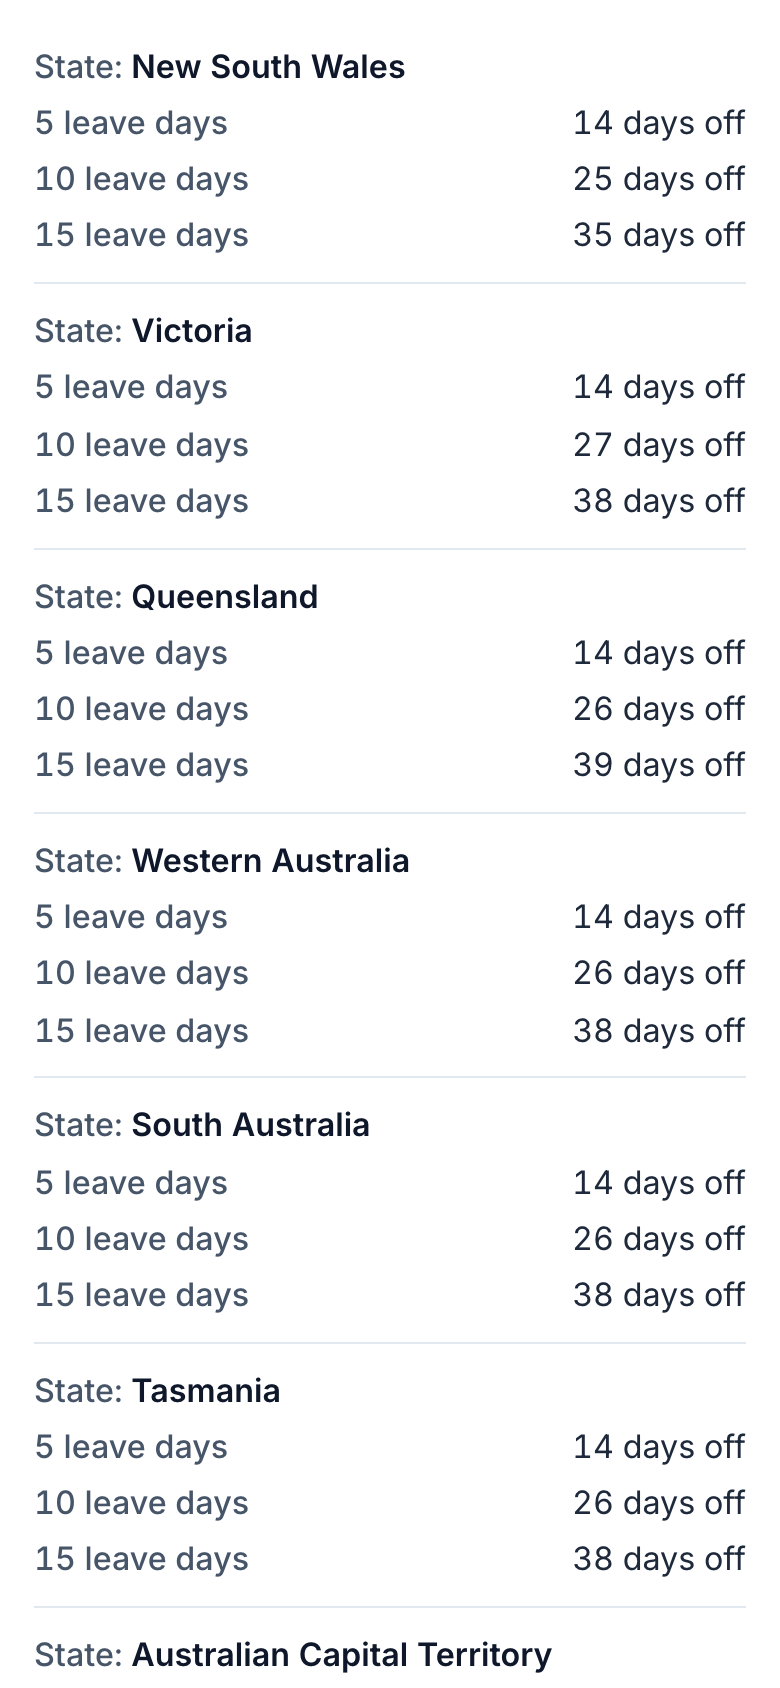 State: New South Wales
5 leave days 14 days off
10 leave days 25 days off
15 leave days 35 days off
State: Victoria
5 leave days 14 days off
10 leave days 27 days off
15 leave days 38 days off
State: Queensland
5 leave days 14 days off
10 leave days 26 days off
15 leave days 39 days off
State: Western Australia
5 leave days 14 days off
10 leave days 26 days off
15 leave days 38 days off
State: South Australia
5 leave days 14 days off
10 leave days 26 days off
15 leave days 38 days off
State: Tasmania
5 leave days 14 days off
10 leave days 26 days off
15 leave days 38 days off
State: Australian Capital Territory